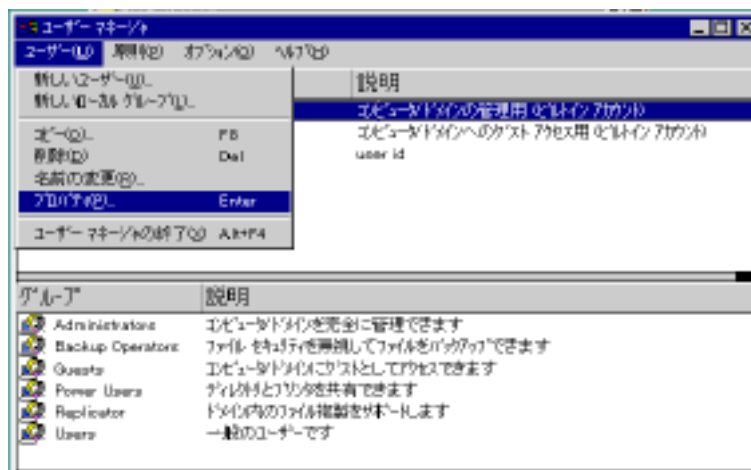 ユーザー マネージャ
ユーザー(U) 原則(P) オプション(O) ヘルプ(H)
新しいユーザー(U)...
新しいローカル グループ(L)...
コピー(C)... F8
削除(D) Del
名前の変更(R)...
プロパティ(P)... Enter
ユーザー マネージャの終了(X) Alt+F4
説明
コンピュータ/ドメインの管理用 (ビルトイン アカウント)
コンピュータ/ドメインへのゲスト アクセス用 (ビルトイン アカウント)
user id
グループ 説明
Administrators コンピュータ/ドメインを完全に管理できます
Backup Operators ファイル セキュリティを無視してファイルをバックアップできます
Guests コンピュータ/ドメインにゲストとしてアクセスできます
Power Users ディレクトリとプリンタを共有できます
Replicator ドメイン内のファイル複製をサポートします
Users 一般のユーザーです